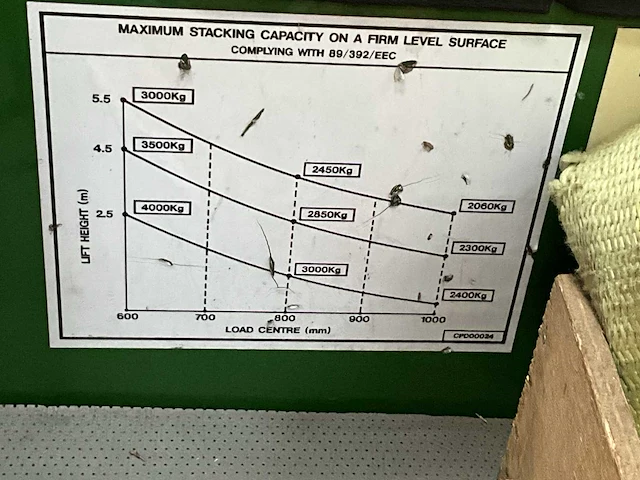 MAXIMUM STACKING CAPACITY ON A FIRM LEVEL SURFACE
COMPLYING WITH 89/392/EEC
5.5
3000Kg
4.5
3500Kg
2450Kg
2.5
4000Kg
2850Kg
2060Kg
LIFT HEIGHT (m)
3000Kg
2300Kg
2400Kg
600 700 800 900 1000
LOAD CENTRE (mm)
CPD00034